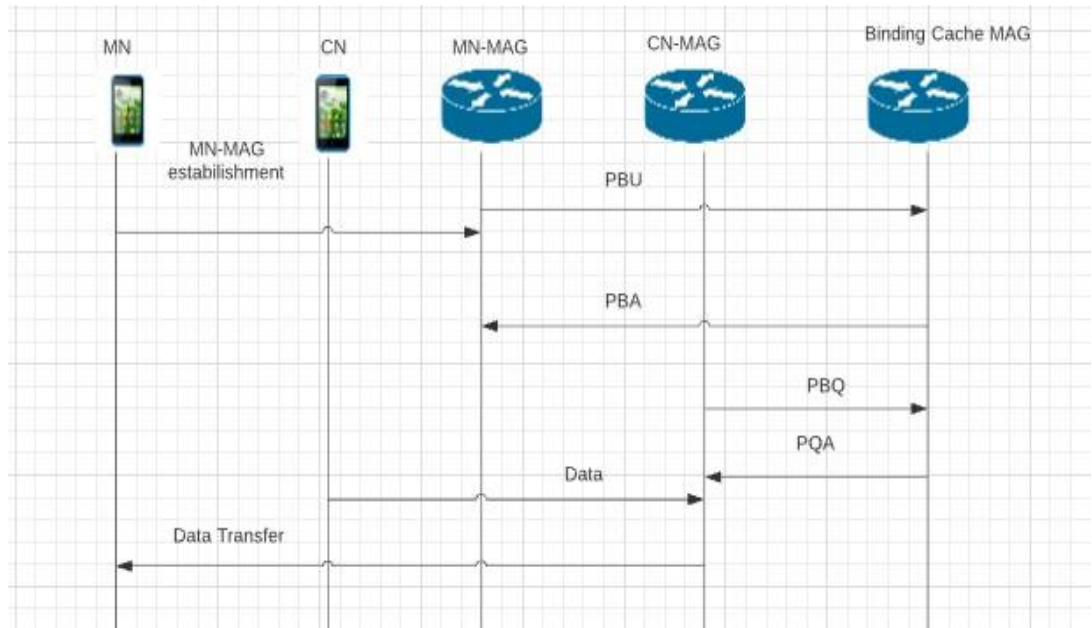 MN
CN
MN-MAG
CN-MAG
Binding Cache MAG
MN-MAG
estabilishment
PBU
PBA
PBQ
PQA
Data
Data Transfer